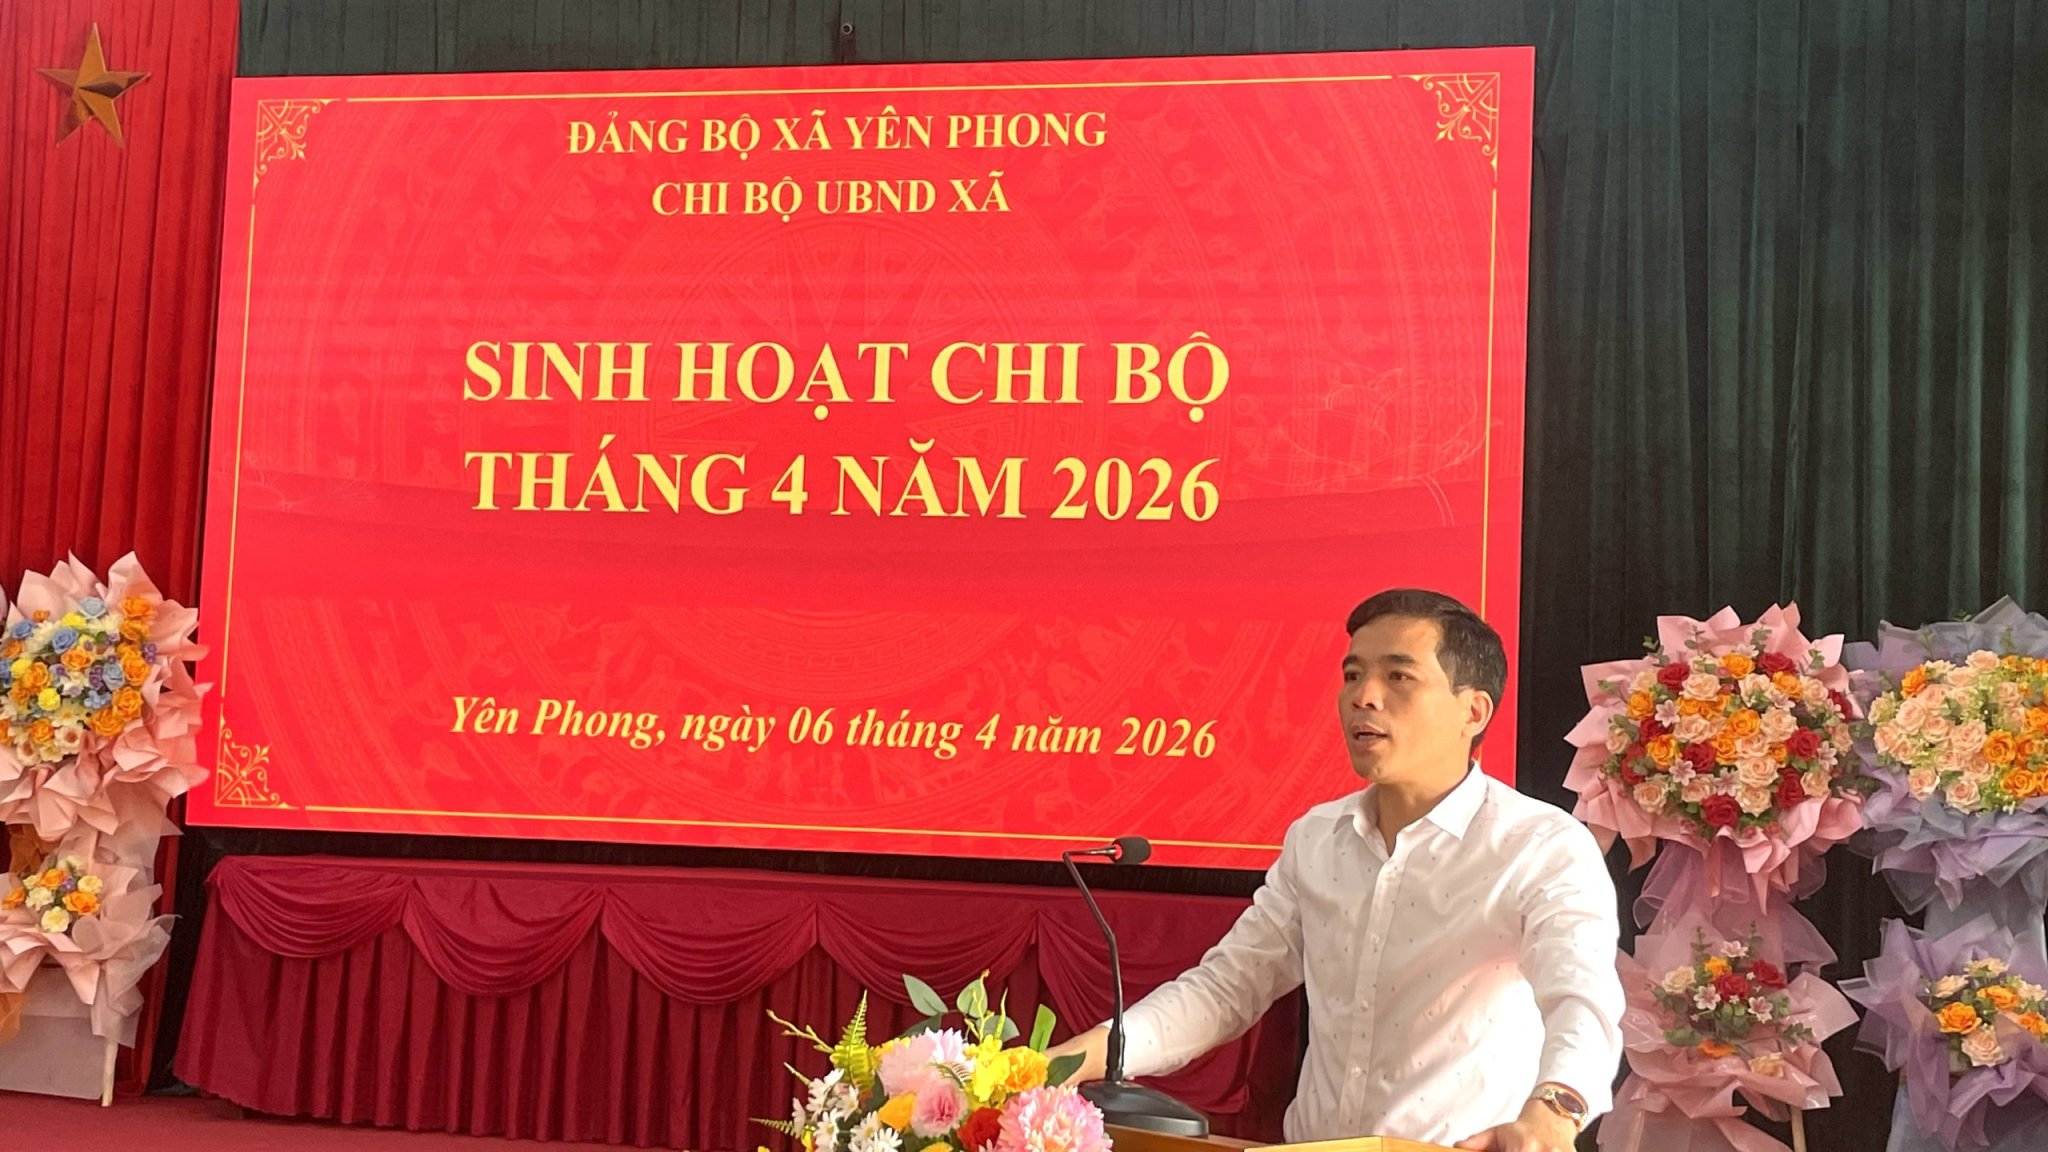 ĐẢNG BỘ XÃ YÊN PHONG
CHI BỘ UBND XÃ
SINH HOẠT CHI BỘ
THÁNG 4 NĂM 2026
Yên Phong, ngày 06 tháng 4 năm 2026